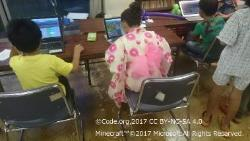 ©Code.org,2017 CC BY-NC-SA 4.0
Minecraft™©2017 Microsoft.All Rights Reserved.